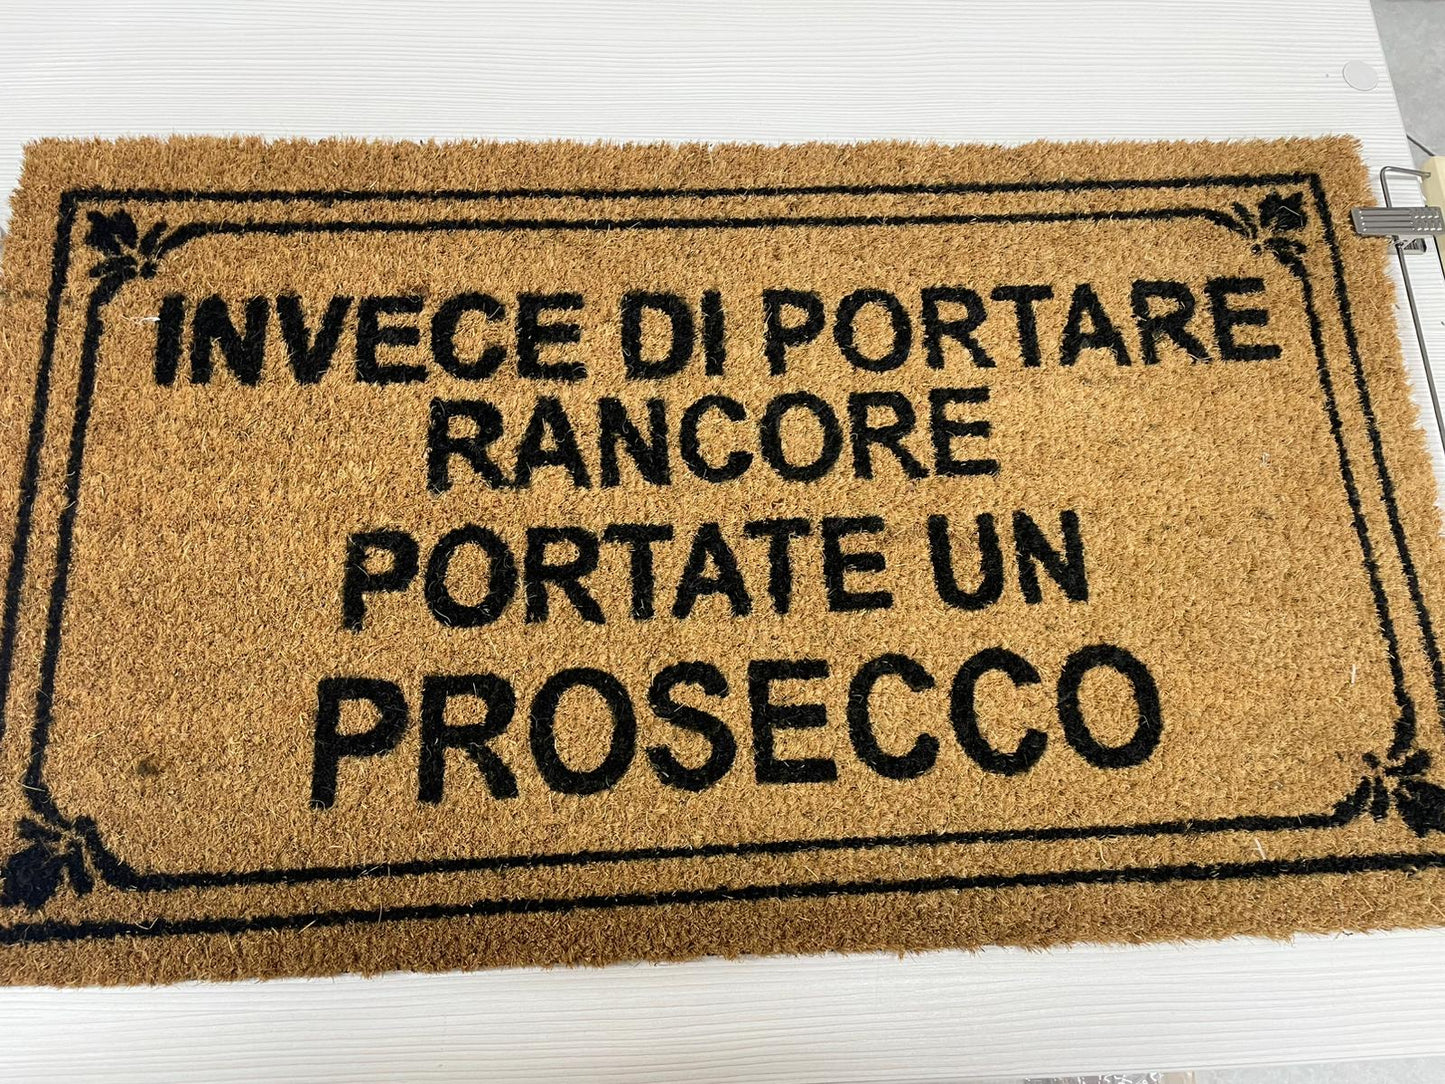 INVECE DI PORTARE
RANCORE
PORTATE UN
PROSECCO